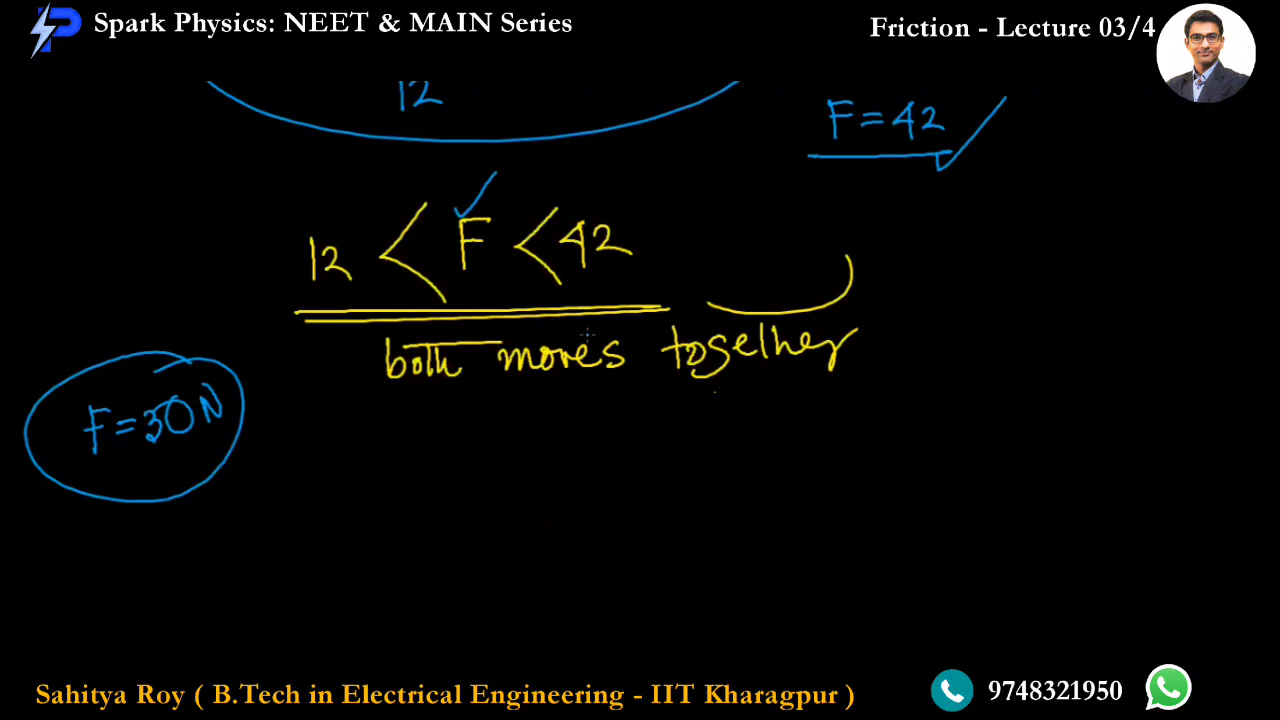 Spark Physics: NEET & MAIN Series
Friction - Lecture 03/4
12
F = 42
12 < F < 42
both moves together
F = 30 N
Sahitya Roy ( B.Tech in Electrical Engineering - IIT Kharagpur )
9748321950